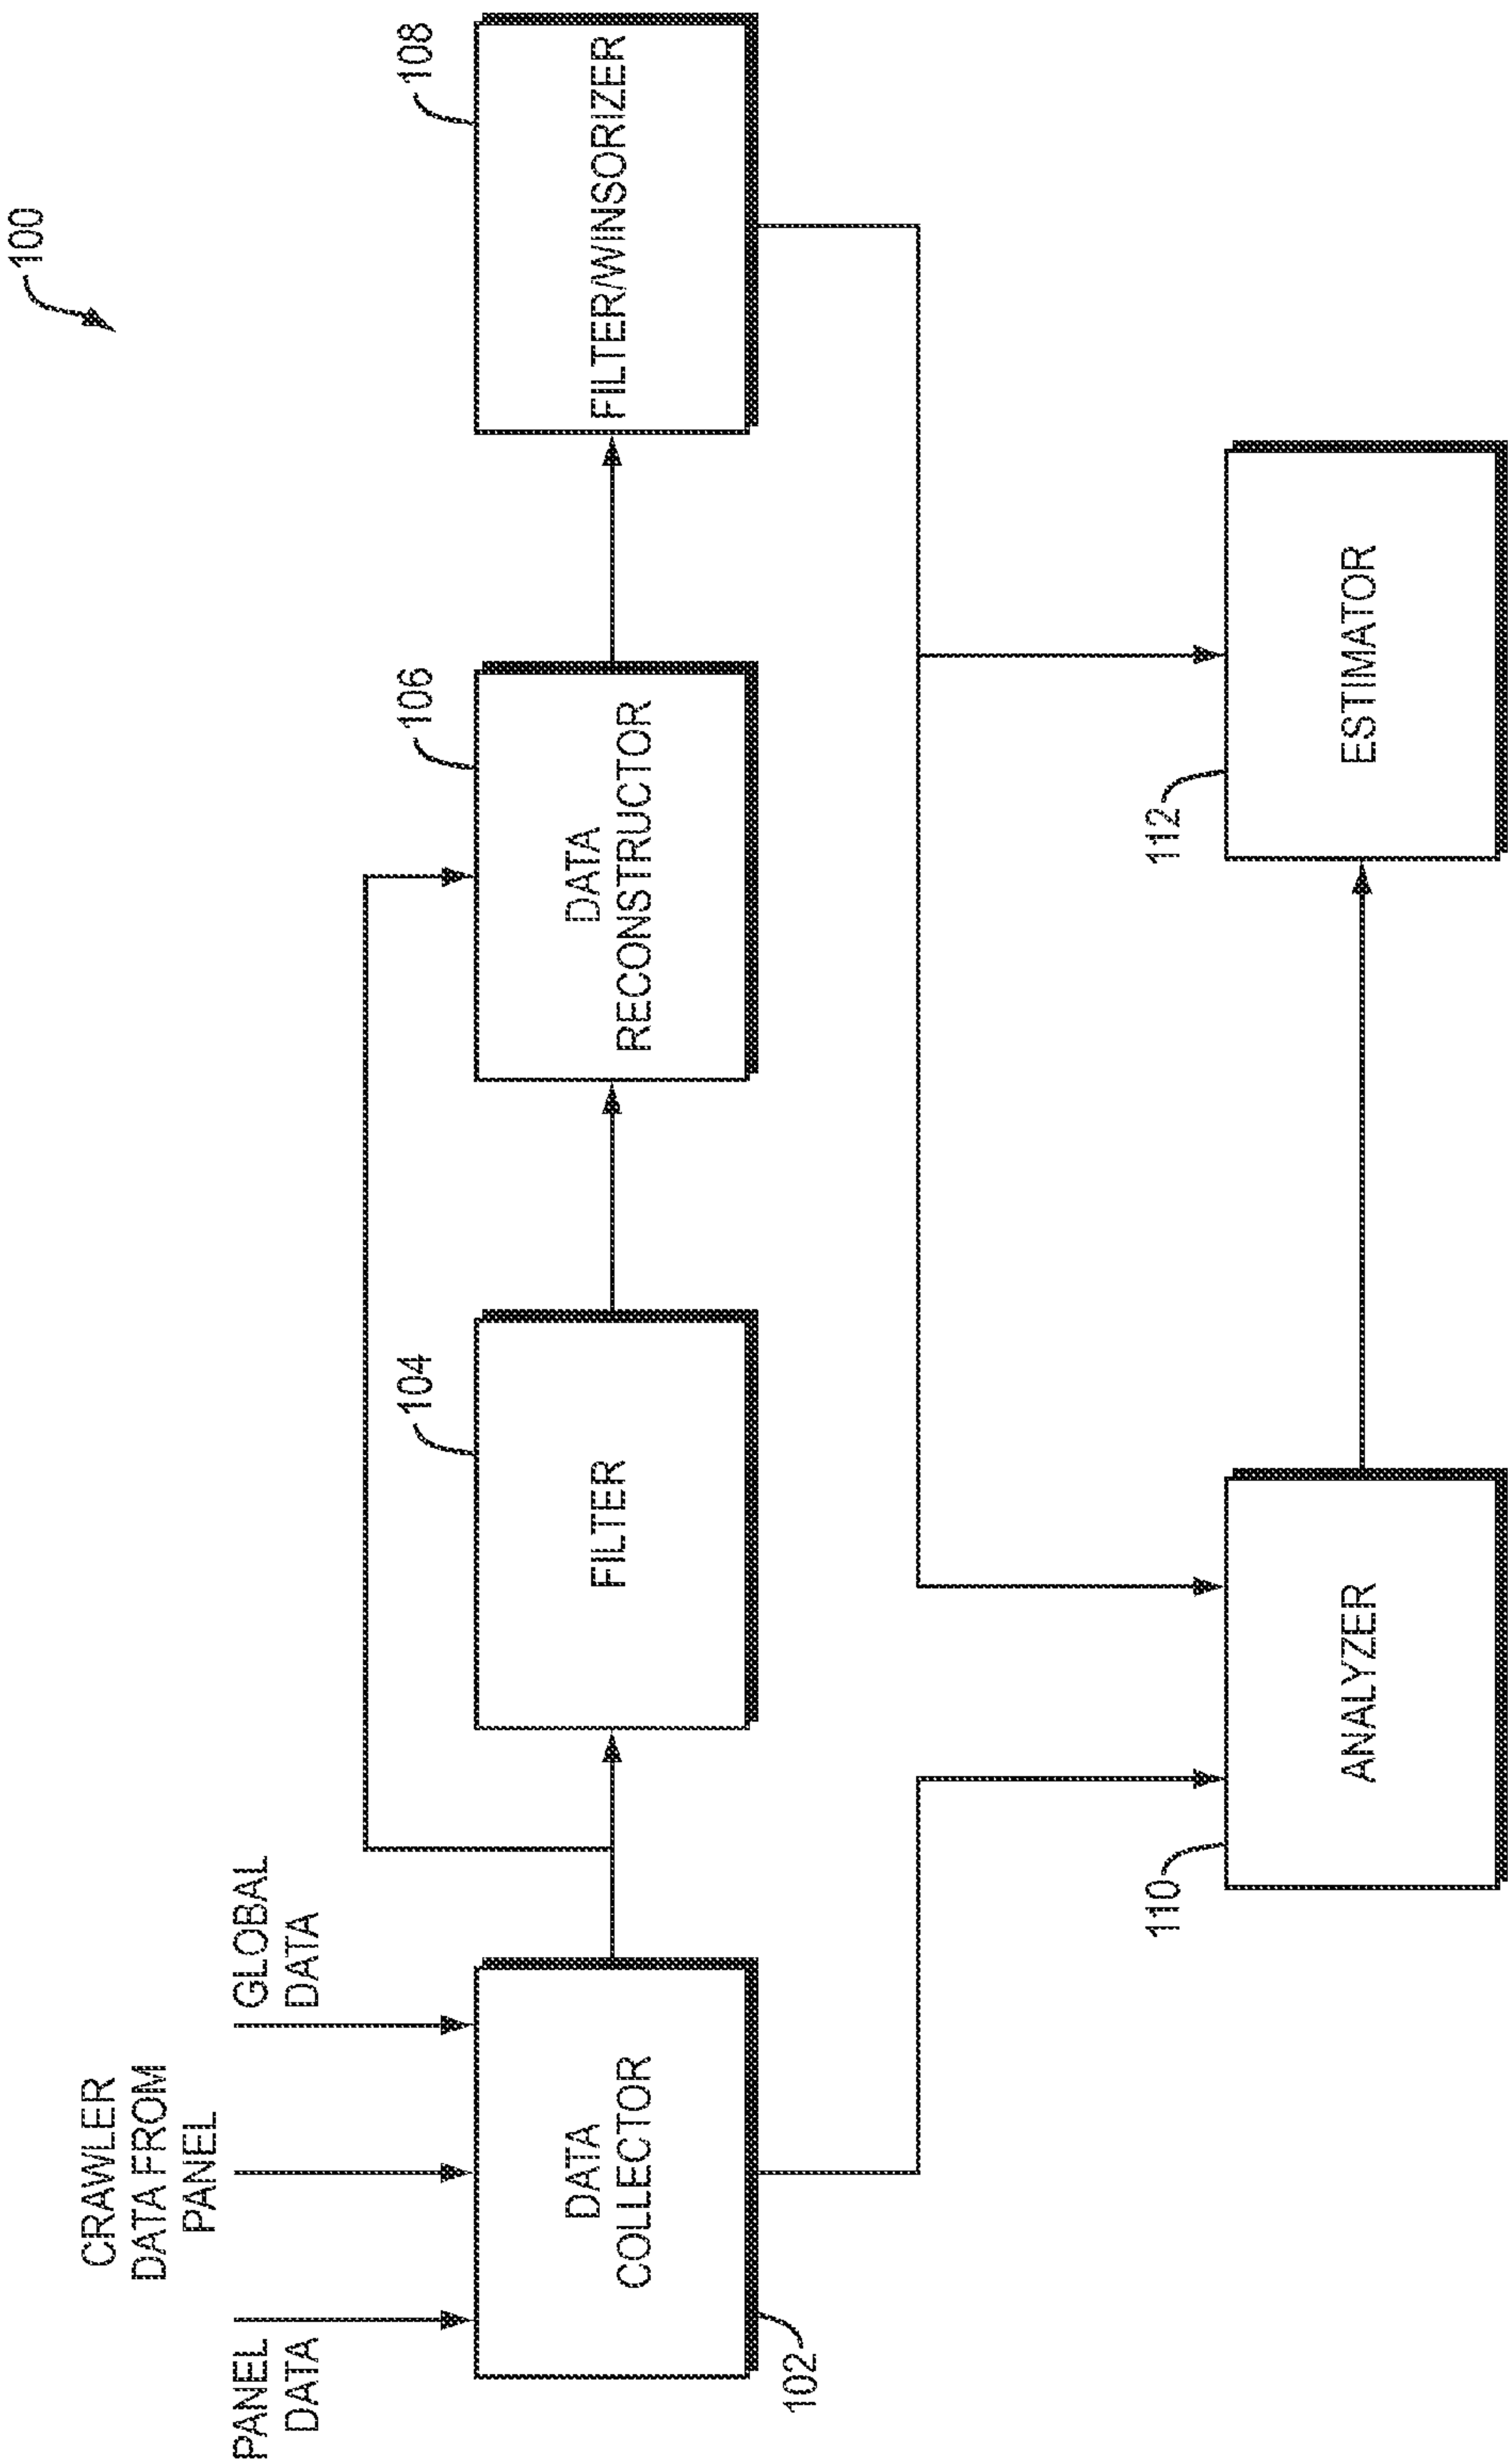 100
PANEL
DATA
CRAWLER
DATA FROM
PANEL
GLOBAL
DATA
DATA
COLLECTOR
102
FILTER
104
DATA
RECONSTRUCTOR
106
FILTER/WINSORIZER
108
ANALYZER
110
ESTIMATOR
112